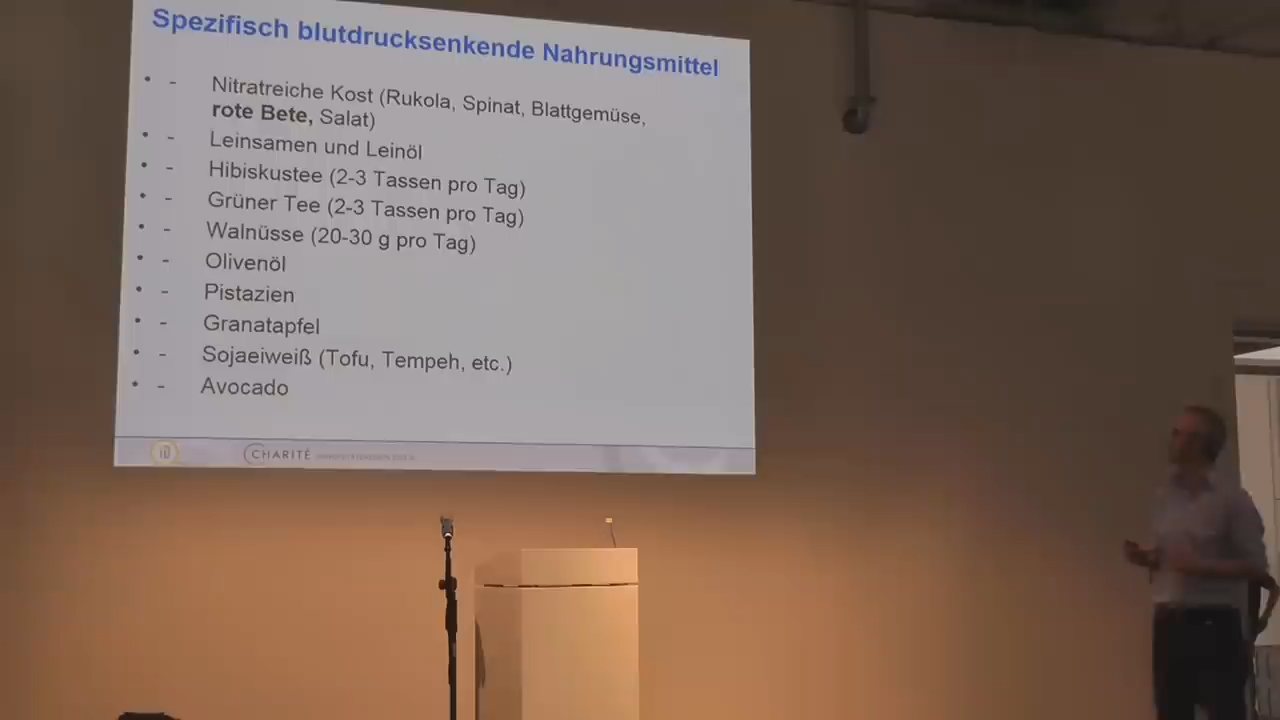 Spezifisch blutdrucksenkende Nahrungsmittel
• - Nitratreiche Kost (Rukola, Spinat, Blattgemüse,
rote Bete, Salat)
• - Leinsamen und Leinöl
• - Hibiskustee (2-3 Tassen pro Tag)
• - Grüner Tee (2-3 Tassen pro Tag)
• - Walnüsse (20-30 g pro Tag)
• - Olivenöl
• - Pistazien
• - Granatapfel
• - Sojaeiweiß (Tofu, Tempeh, etc.)
• - Avocado
iD CHARITÉ